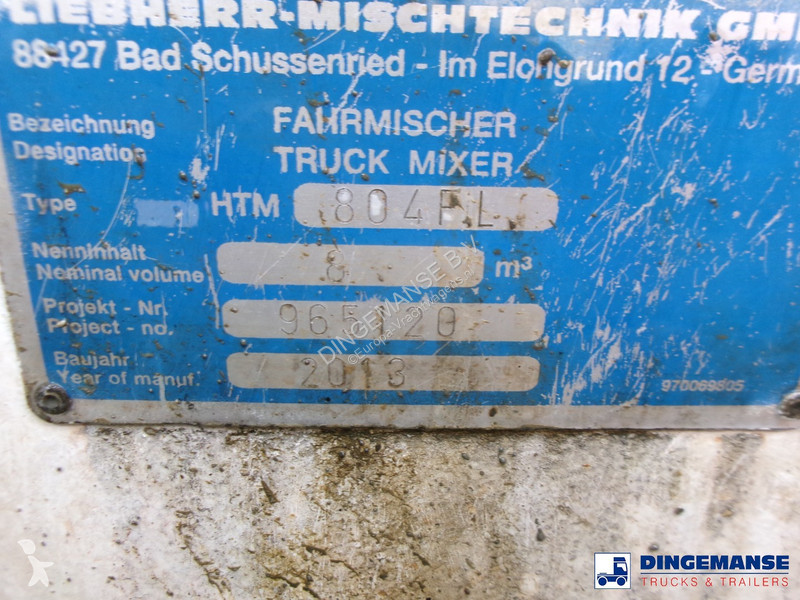 LIEBHERR-MISCHTECHNIK GM
88427 Bad Schussenried - Im Elongrund 12 - Germ
Bezeichnung FAHRMISCHER
Designation TRUCK MIXER
Type HTM 804FL
Nenninhalt
Nominal volume 8 m³
Projekt - Nr.
Project - no. 965120
Baujahr
Year of manuf. 2013
970069805
DINGEMANSE B.V.
DINGEMANSE
TRUCKS & TRAILERS